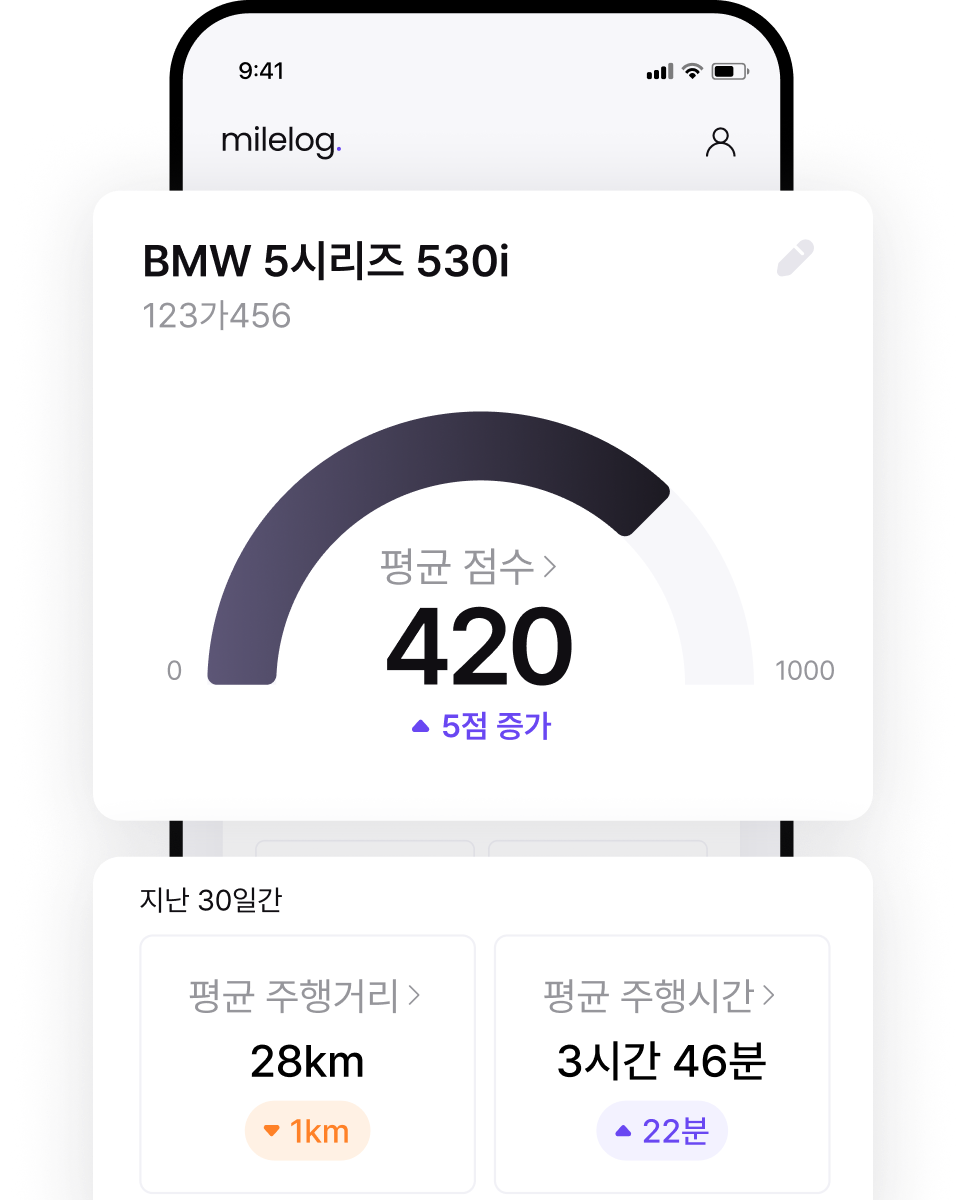 9:41
milelog.
BMW 5시리즈 530i
123가456
평균 점수
420
0
1000
5점 증가
지난 30일간
평균 주행거리
평균 주행시간
28km
3시간 46분
1km
22분